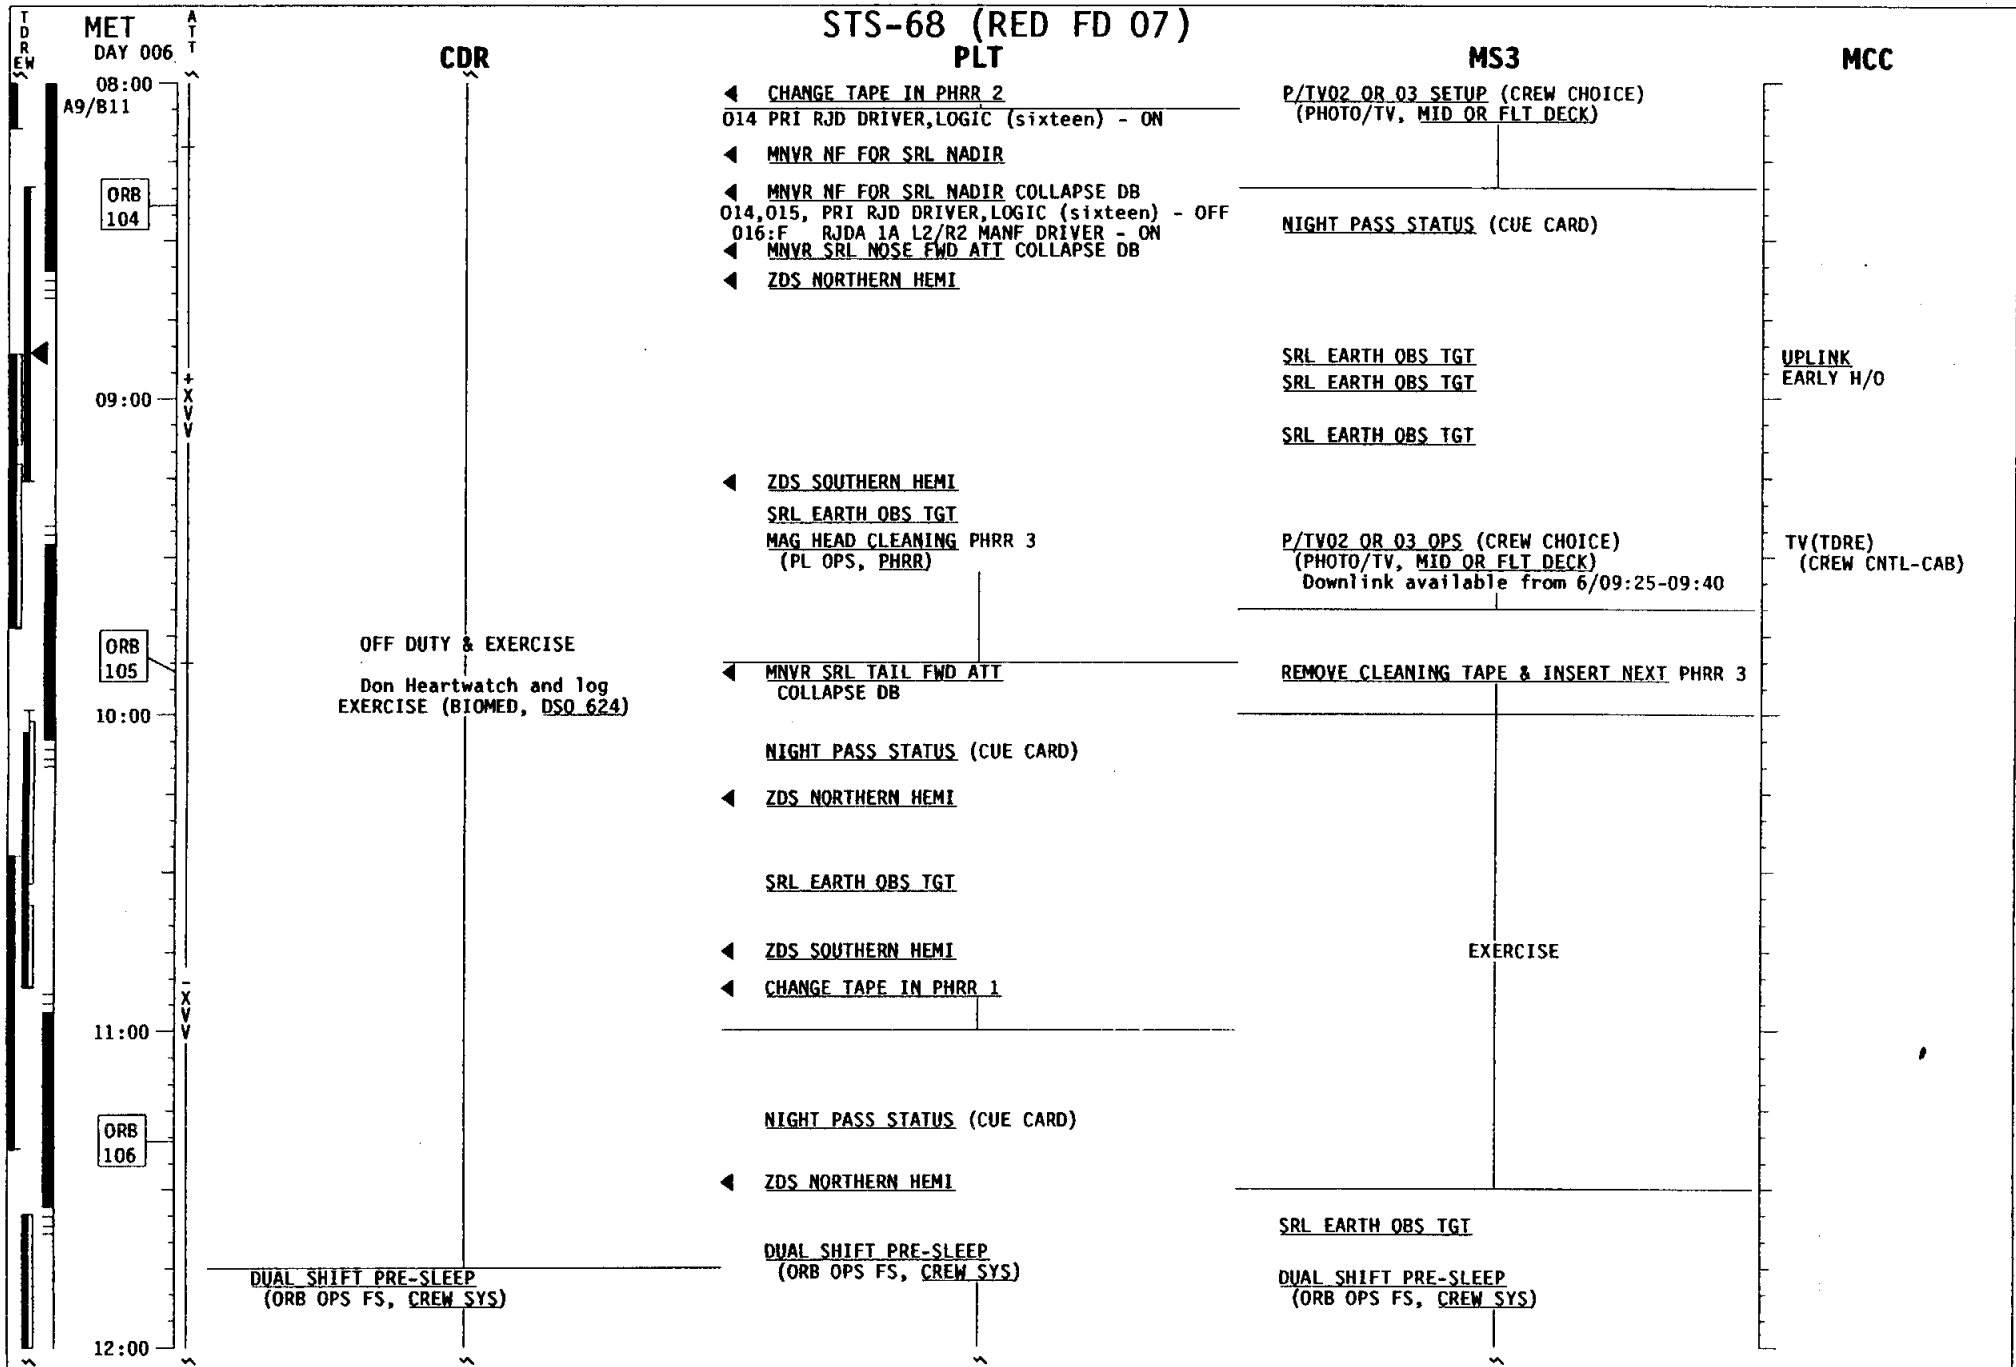 STS-68 (RED FD 07)
T
D
R
EW
MET
DAY 006
A
T
T
CDR
PLT
MS3
MCC
08:00
A9/B11
ORB
104
+
X
V
V
09:00
ORB
105
10:00
-
X
V
V
11:00
ORB
106
12:00
OFF DUTY & EXERCISE
Don Heartwatch and log
EXERCISE (BIOMED, DSO 624)
DUAL SHIFT PRE-SLEEP
(ORB OPS FS, CREW SYS)
CHANGE TAPE IN PHRR 2
014 PRI RJD DRIVER,LOGIC (sixteen) - ON
MNVR NF FOR SRL NADIR
MNVR NF FOR SRL NADIR COLLAPSE DB
014,015, PRI RJD DRIVER,LOGIC (sixteen) - OFF
016:F RJDA 1A L2/R2 MANF DRIVER - ON
MNVR SRL NOSE FWD ATT COLLAPSE DB
ZDS NORTHERN HEMI
ZDS SOUTHERN HEMI
SRL EARTH OBS TGT
MAG HEAD CLEANING PHRR 3
(PL OPS, PHRR)
MNVR SRL TAIL FWD ATT
COLLAPSE DB
NIGHT PASS STATUS (CUE CARD)
ZDS NORTHERN HEMI
SRL EARTH OBS TGT
ZDS SOUTHERN HEMI
CHANGE TAPE IN PHRR 1
NIGHT PASS STATUS (CUE CARD)
ZDS NORTHERN HEMI
DUAL SHIFT PRE-SLEEP
(ORB OPS FS, CREW SYS)
P/TV02 OR 03 SETUP (CREW CHOICE)
(PHOTO/TV, MID OR FLT DECK)
NIGHT PASS STATUS (CUE CARD)
SRL EARTH OBS TGT
SRL EARTH OBS TGT
SRL EARTH OBS TGT
P/TV02 OR 03 OPS (CREW CHOICE)
(PHOTO/TV, MID OR FLT DECK)
Downlink available from 6/09:25-09:40
REMOVE CLEANING TAPE & INSERT NEXT PHRR 3
EXERCISE
SRL EARTH OBS TGT
DUAL SHIFT PRE-SLEEP
(ORB OPS FS, CREW SYS)
UPLINK
EARLY H/O
TV(TDRE)
(CREW CNTL-CAB)